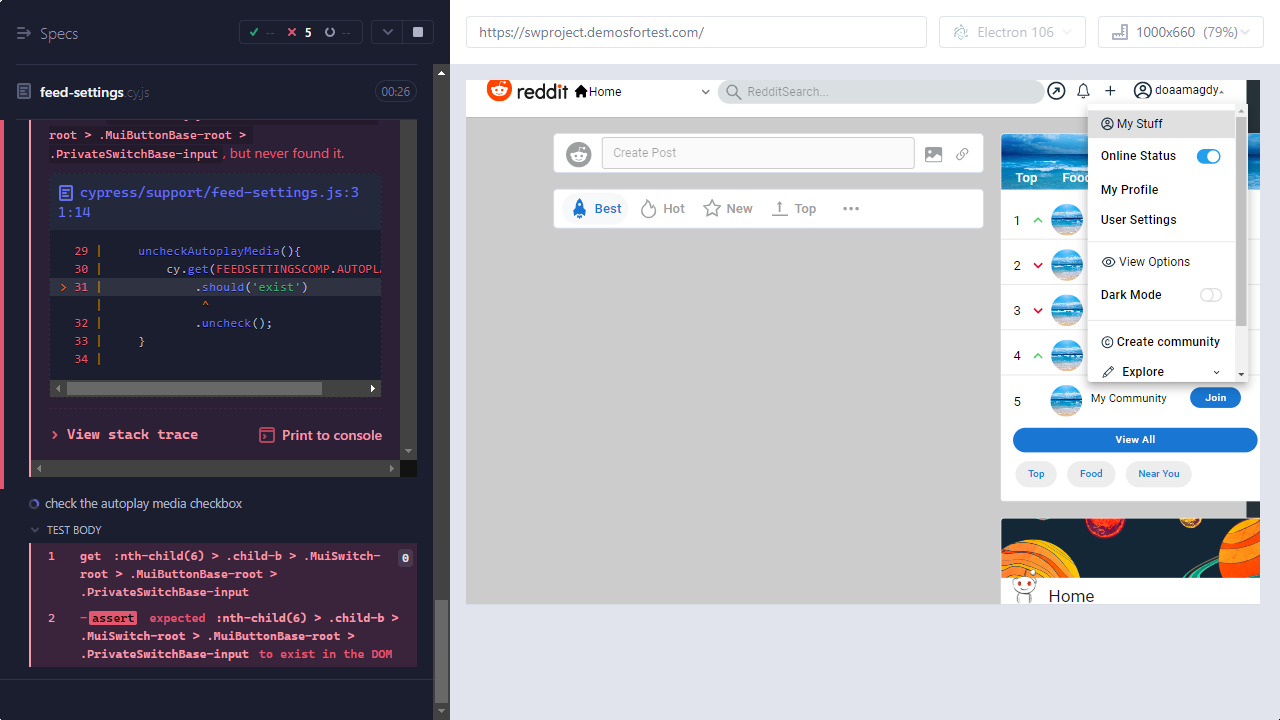 Specs
-- 5 --
feed-settings cy.js
00:26
root > .MuiButtonBase-root >
.PrivateSwitchBase-input , but never found it.
cypress/support/feed-settings.js:3
1:14
29 | uncheckAutoplayMedia(){
30 | cy.get(FEEDSETTINGSCOMP.AUTOPLA
> 31 | .should('exist')
| ^
32 | .uncheck();
33 | }
34 |
> View stack trace
Print to console
check the autoplay media checkbox
TEST BODY
1 get :nth-child(6) > .child-b > .MuiSwitch-
root > .MuiButtonBase-root >
.PrivateSwitchBase-input
0
2 -assert expected :nth-child(6) > .child-b >
.MuiSwitch-root > .MuiButtonBase-root >
.PrivateSwitchBase-input to exist in the DOM
https://swproject.demosfortest.com/
Electron 106
1000x660 (79%)
reddit
Home
RedditSearch...
doaamagdy
Create Post
Best
Hot
New
Top
My Stuff
Online Status
My Profile
User Settings
View Options
Dark Mode
Create community
Explore
Top
Food
1
2
3
4
5
My Community
Join
View All
Top
Food
Near You
Home